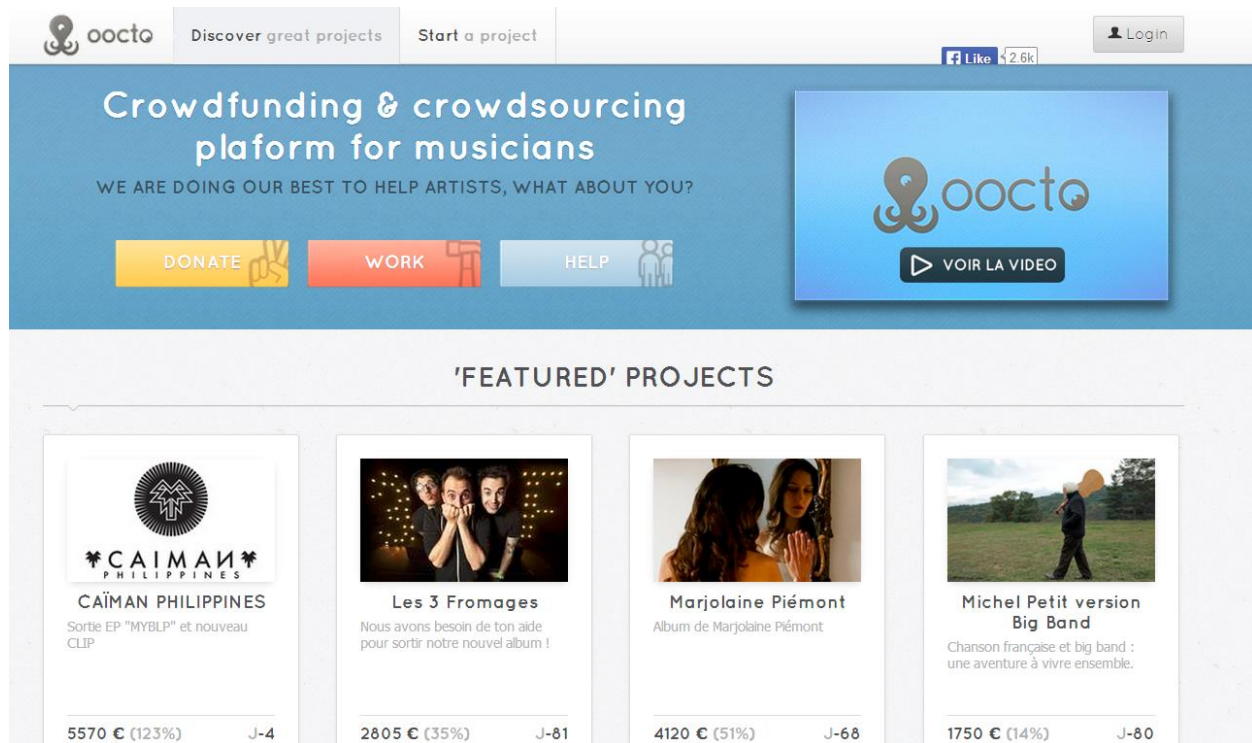 oocto
Discover great projects
Start a project
Like
2.6k
Login
Crowdfunding & crowdsourcing
plaform for musicians
WE ARE DOING OUR BEST TO HELP ARTISTS, WHAT ABOUT YOU?
DONATE
WORK
HELP
oocto
VOIR LA VIDEO
'FEATURED' PROJECTS
CAIMAN
PHILIPPINES
CAÏMAN PHILIPPINES
Sortie EP "MYBLP" et nouveau
CLIP
5570 € (123%) J-4
3F
Les 3 Fromages
Nous avons besoin de ton aide
pour sortir notre nouvel album !
2805 € (35%) J-81
Marjolaine Piémont
Album de Marjolaine Piémont
4120 € (51%) J-68
Michel Petit version
Big Band
Chanson française et big band :
une aventure à vivre ensemble.
1750 € (14%) J-80